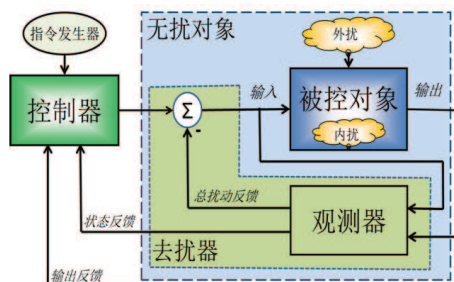 指令发生器
无扰对象
外扰
控制器
Σ
-
输入
被控对象
输出
内扰
总扰动反馈
观测器
状态反馈
去扰器
输出反馈